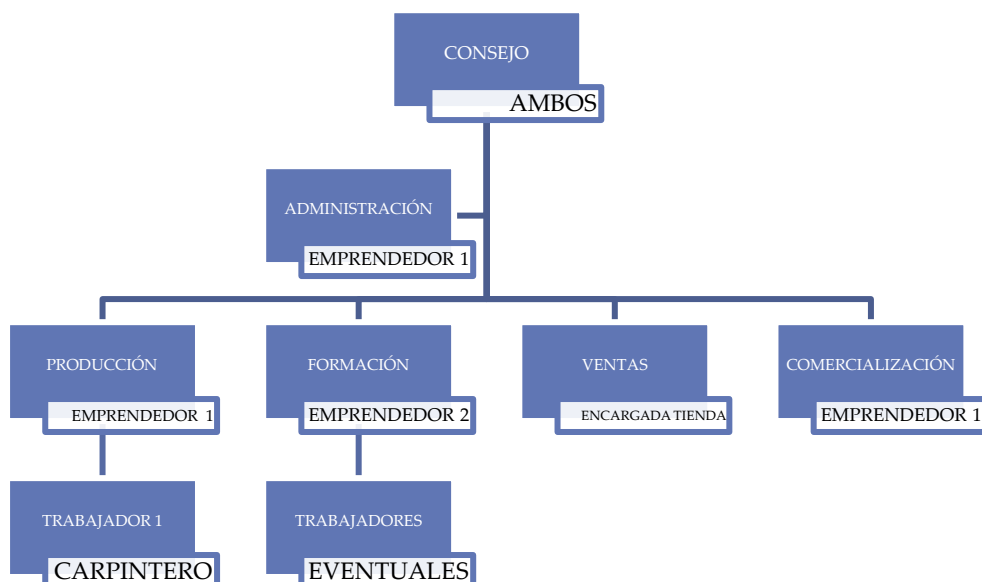 CONSEJO
AMBOS
ADMINISTRACIÓN
EMPRENDEDOR 1
PRODUCCIÓN
EMPRENDEDOR 1
FORMACIÓN
EMPRENDEDOR 2
VENTAS
ENCARGADA TIENDA
COMERCIALIZACIÓN
EMPRENDEDOR 1
TRABAJADOR 1
CARPINTERO
TRABAJADORES
EVENTUALES